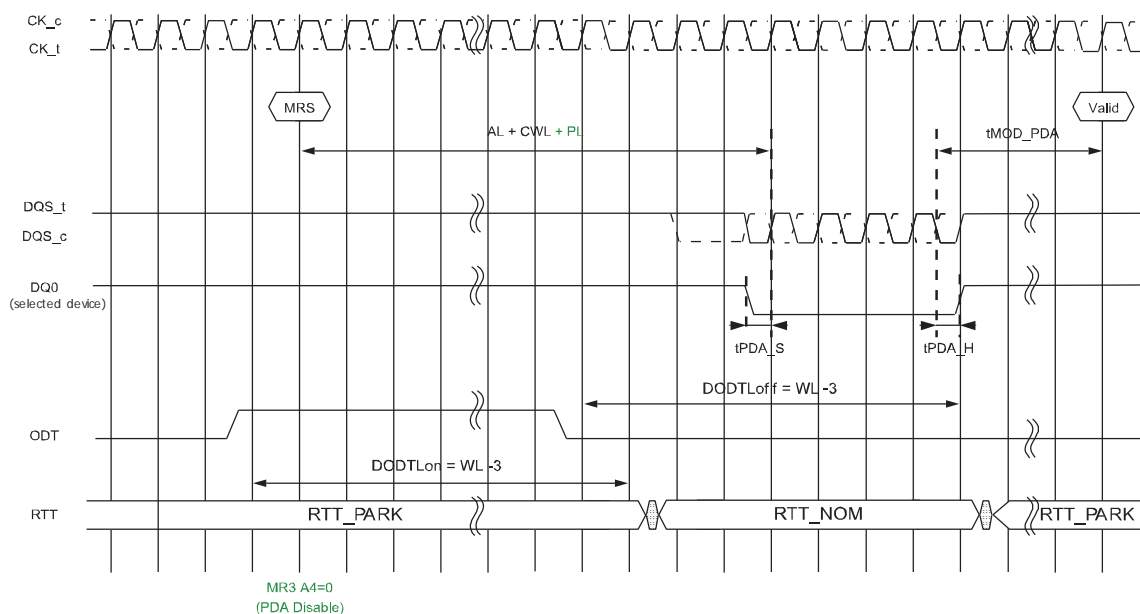 CK_c
CK_t
MRS
Valid
AL + CWL + PL
tMOD_PDA
DQS_t
DQS_c
DQ0
(selected device)
tPDA_S
tPDA_H
DODTLoff = WL -3
ODT
DODTLon = WL -3
RTT
RTT_PARK
RTT_NOM
RTT_PARK
MR3 A4=0
(PDA Disable)